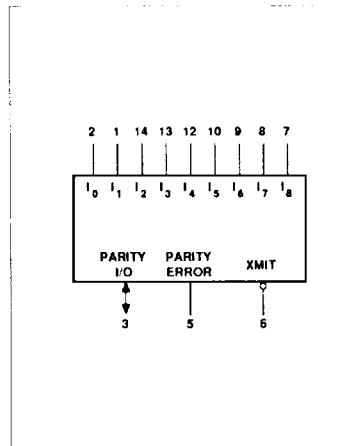 2 1 14 13 12 10 9 8 7
I0 I1 I2 I3 I4 I5 I6 I7 I8
PARITY I/O
PARITY ERROR
XMIT
3 5 6